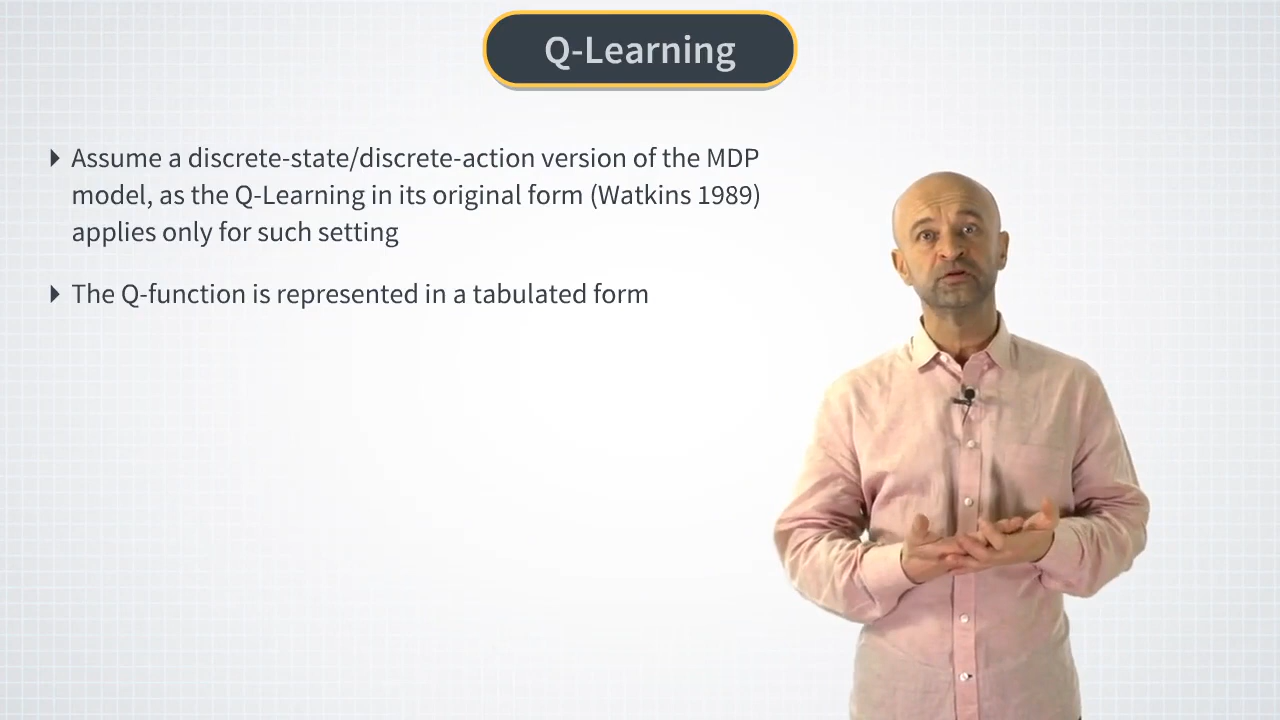 Q-Learning
Assume a discrete-state/discrete-action version of the MDP
model, as the Q-Learning in its original form (Watkins 1989)
applies only for such setting
The Q-function is represented in a tabulated form